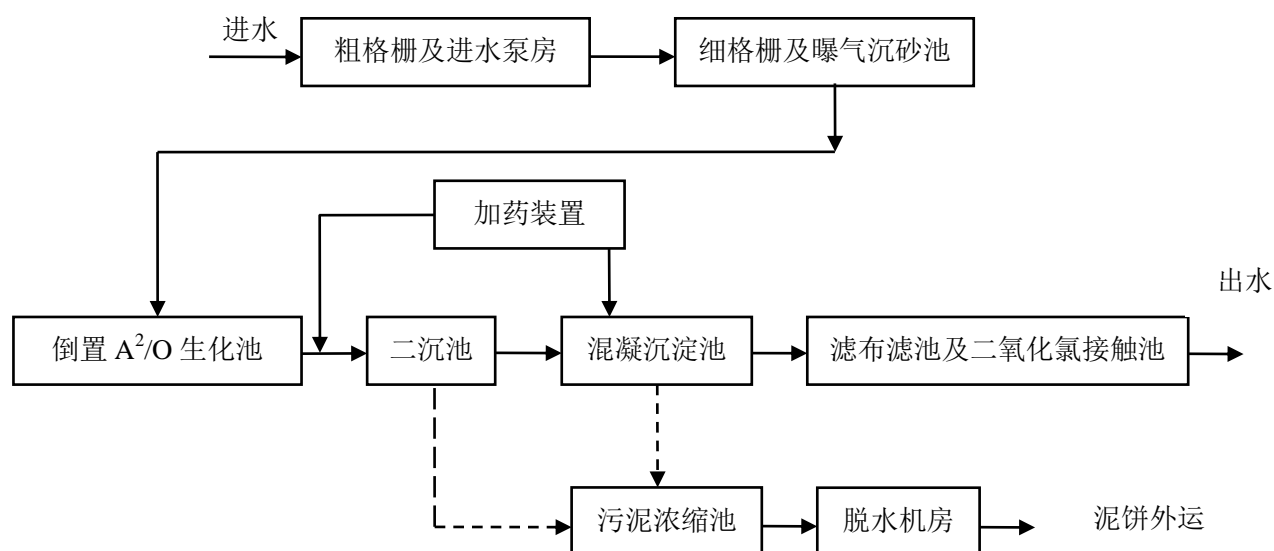 进水
粗格栅及进水泵房
细格栅及曝气沉砂池
加药装置
出水
倒置 A²/O 生化池
二沉池
混凝沉淀池
滤布滤池及二氧化氯接触池
污泥浓缩池
脱水机房
泥饼外运